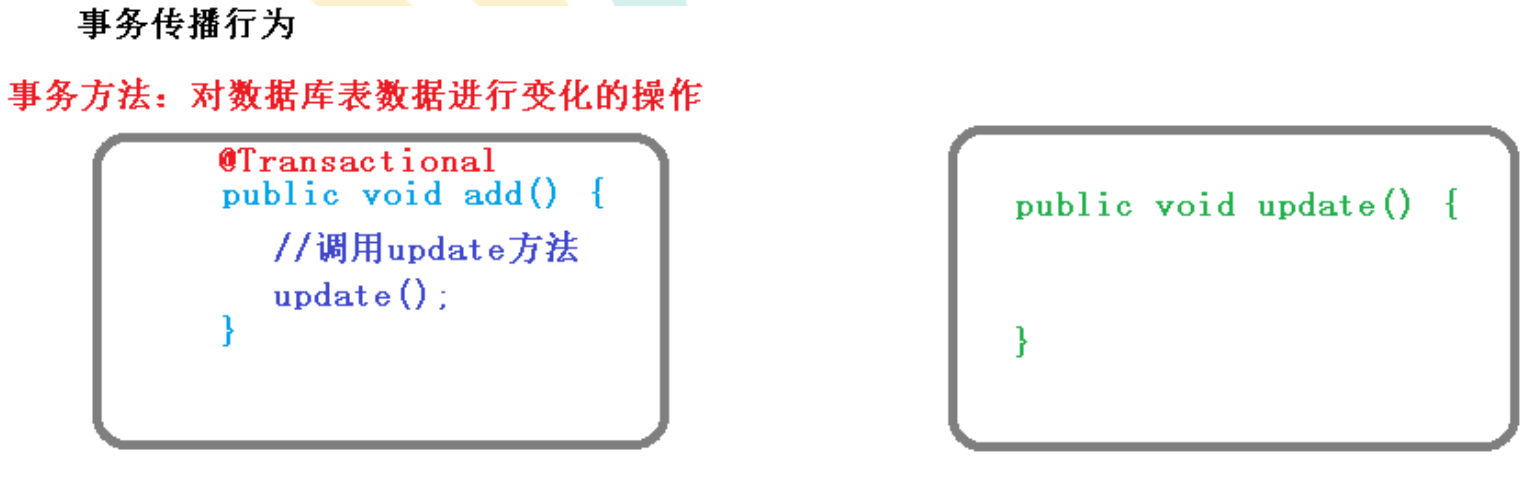 事务传播行为
事务方法：对数据库表数据进行变化的操作
@Transactional
public void add() {
//调用update方法
update();
}
public void update() {
}